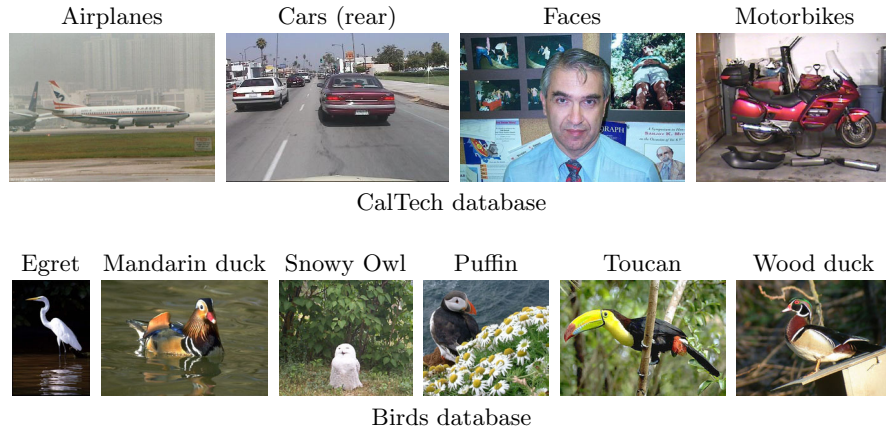 Airplanes Cars (rear) Faces Motorbikes
CalTech database
Egret Mandarin duck Snowy Owl Puffin Toucan Wood duck
Birds database